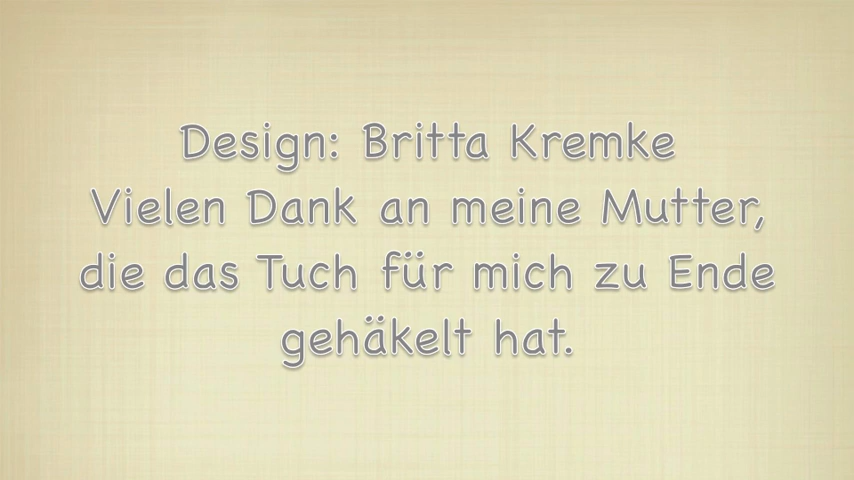 Design: Britta Kremke
Vielen Dank an meine Mutter,
die das Tuch für mich zu Ende
gehäkelt hat.